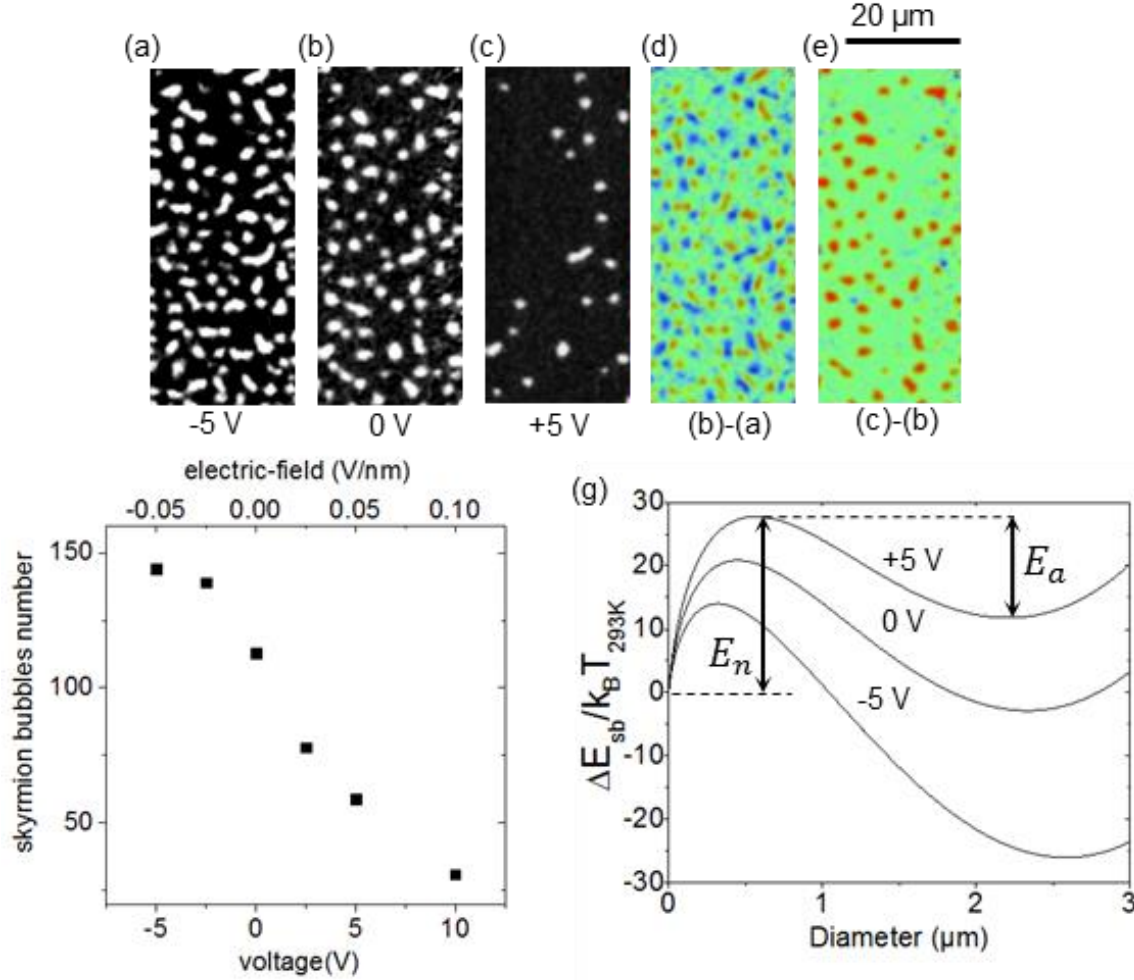 20 µm
(a) (b) (c) (d) (e)
-5 V 0 V +5 V (b)-(a) (c)-(b)
electric-field (V/nm)
-0.05 0.00 0.05 0.10
150
100
50
skyrmion bubbles number
-5 0 5 10
voltage(V)
(g)
30
20
10
0
-10
-20
-30
ΔE_sb/k_BT_293K
+5 V
0 V
-5 V
E_n
E_a
0 1 2 3
Diameter (µm)